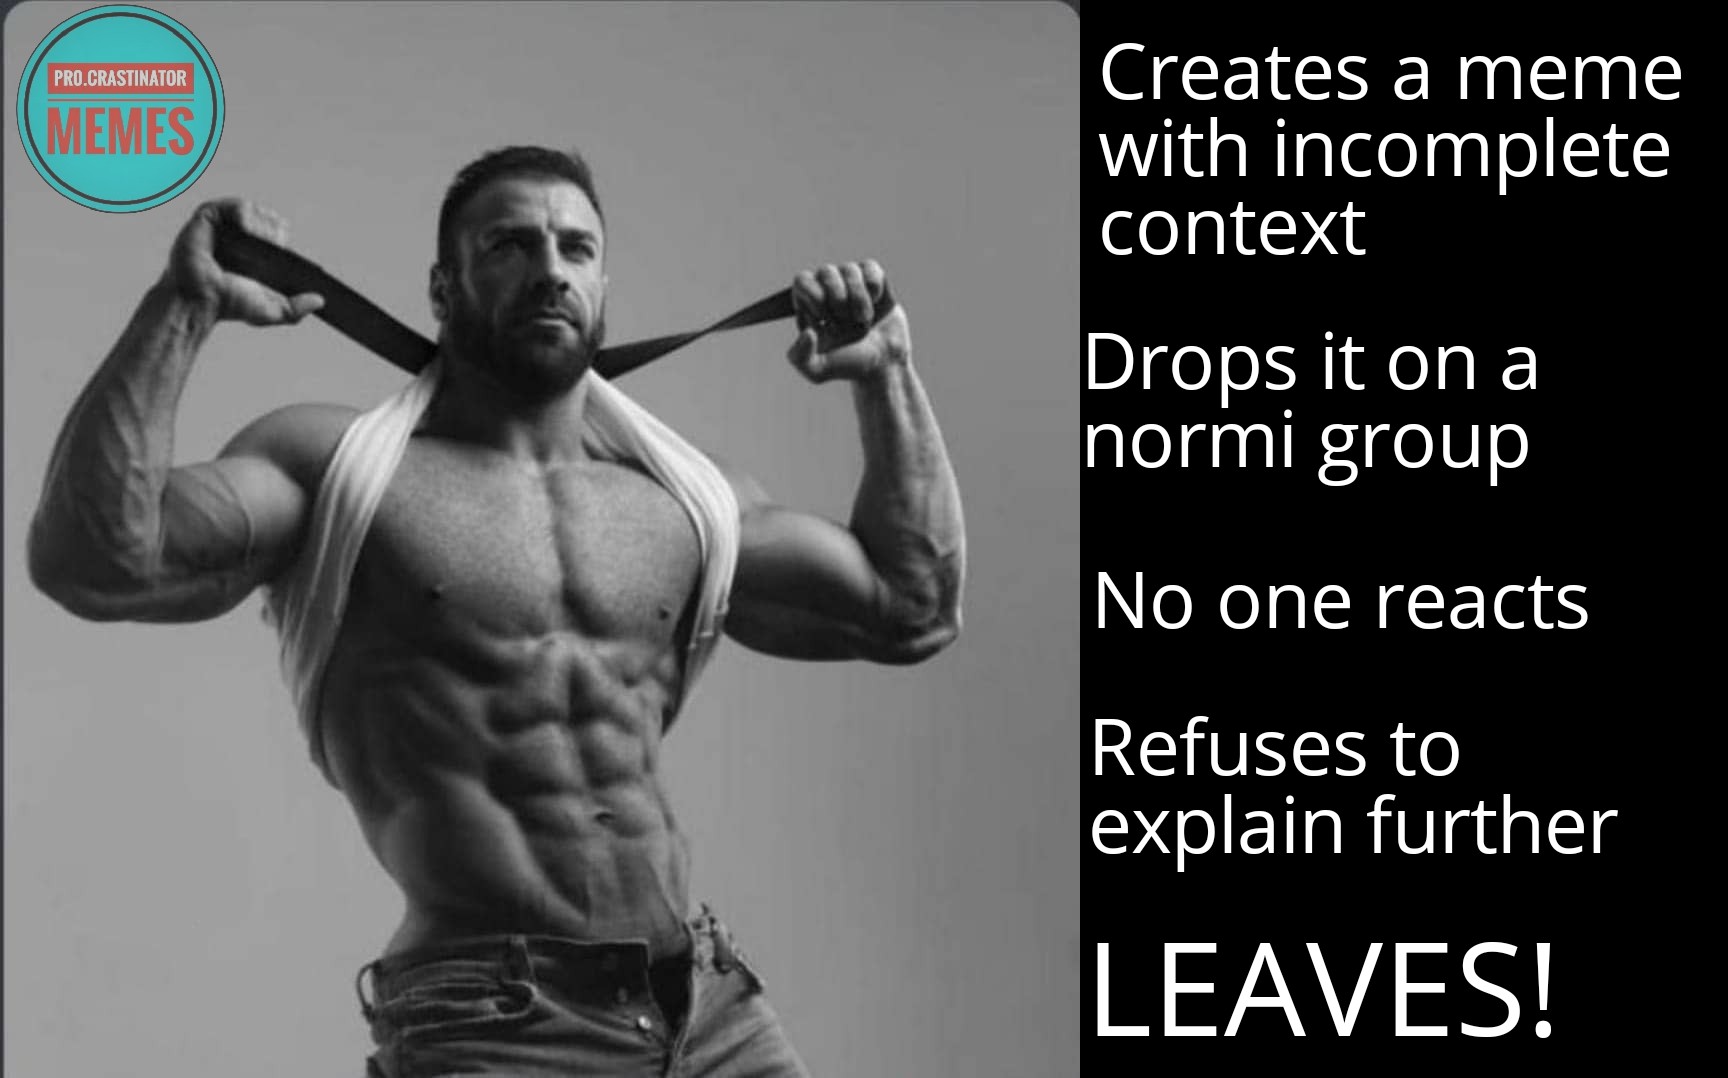 PRO.CRASTINATOR
MEMES
Creates a meme
with incomplete
context
Drops it on a
normi group
No one reacts
Refuses to
explain further
LEAVES!